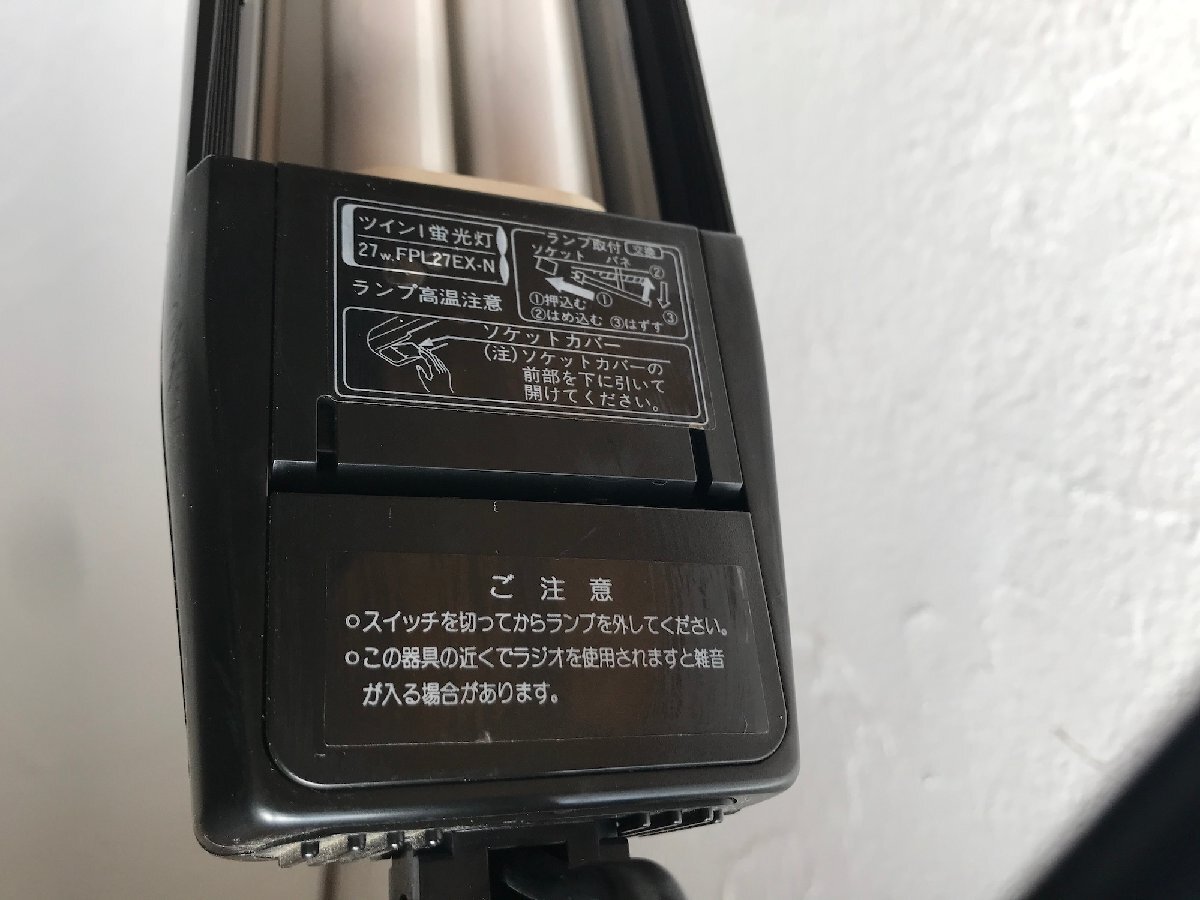 ツインI蛍光灯
27w.FPL27EX-N
ランプ高温注意
ランプ取付 交換
ソケット バネ
②
①押込む ①
②はめ込む ③はずす ③
ソケットカバー
(注)ソケットカバーの
前部を下に引いて
開けてください。
ご注意
○スイッチを切ってからランプを外してください。
○この器具の近くでラジオを使用されますと雑音
が入る場合があります。